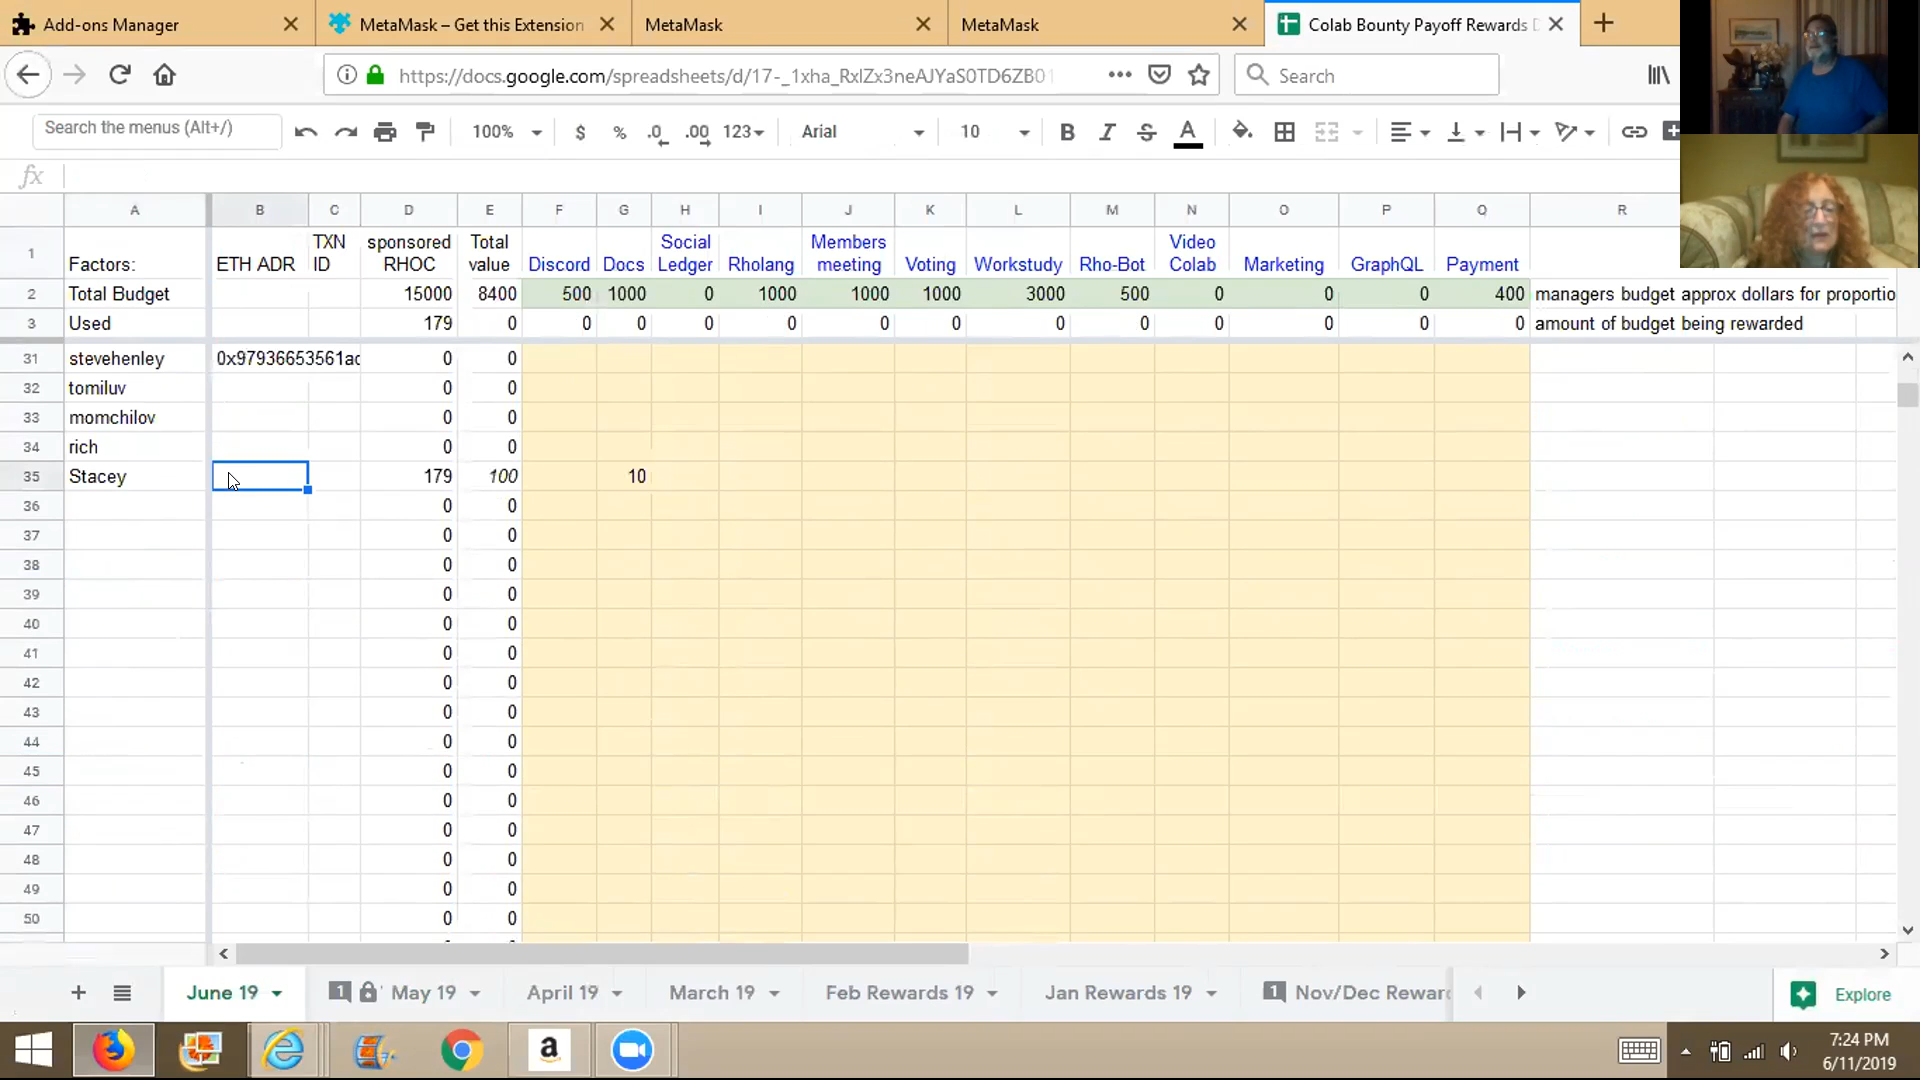 Add-ons Manager
MetaMask – Get this Extension
MetaMask
MetaMask
Colab Bounty Payoff Rewards D
https://docs.google.com/spreadsheets/d/17-_1xha_RxlZx3neAJYaS0TD6ZB01
Search
Search the menus (Alt+/)
100%
$
%
.0
.00
123
Arial
10
B
I
S
A
fx
A B C D E F G H I J K L M N O P Q R
1 Factors: ETH ADR TXN ID sponsored RHOC Total value Discord Docs Social Ledger Rholang Members meeting Voting Workstudy Rho-Bot Video Colab Marketing GraphQL Payment
2 Total Budget 15000 8400 500 1000 0 1000 1000 1000 3000 500 0 0 0 400 managers budget approx dollars for proportio
3 Used 179 0 0 0 0 0 0 0 0 0 0 0 0 0 amount of budget being rewarded
31 stevehenley 0x97936653561ac 0 0
32 tomiluv 0 0
33 momchilov 0 0
34 rich 0 0
35 Stacey 179 100 10
36 0 0
37 0 0
38 0 0
39 0 0
40 0 0
41 0 0
42 0 0
43 0 0
44 0 0
45 0 0
46 0 0
47 0 0
48 0 0
49 0 0
50 0 0
June 19
1 May 19
April 19
March 19
Feb Rewards 19
Jan Rewards 19
1 Nov/Dec Rewar
Explore
7:24 PM
6/11/2019